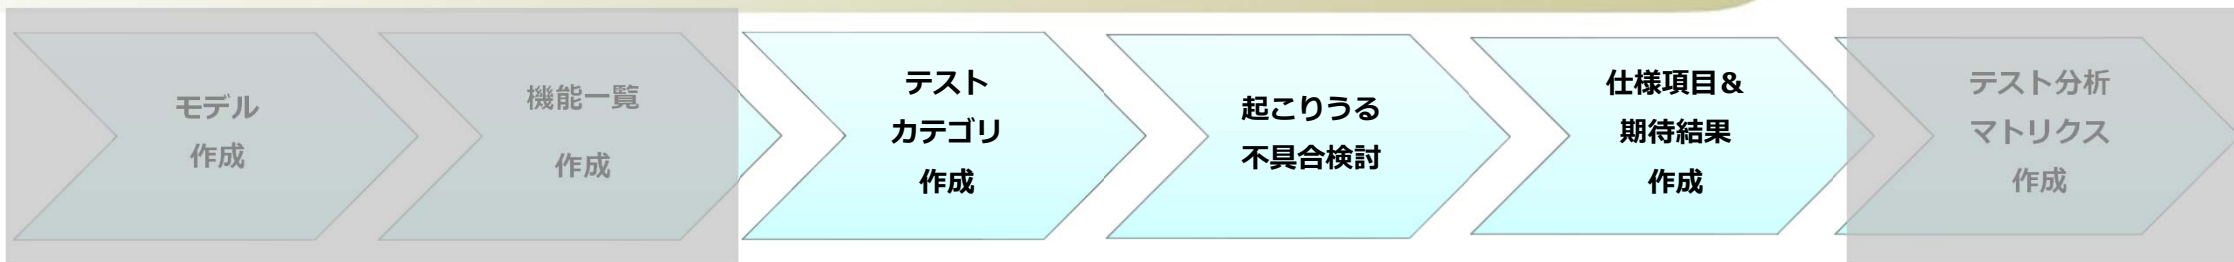 モデル
作成
機能一覧
作成
テスト
カテゴリ
作成
起こりうる
不具合検討
仕様項目＆
期待結果
作成
テスト分析
マトリクス
作成